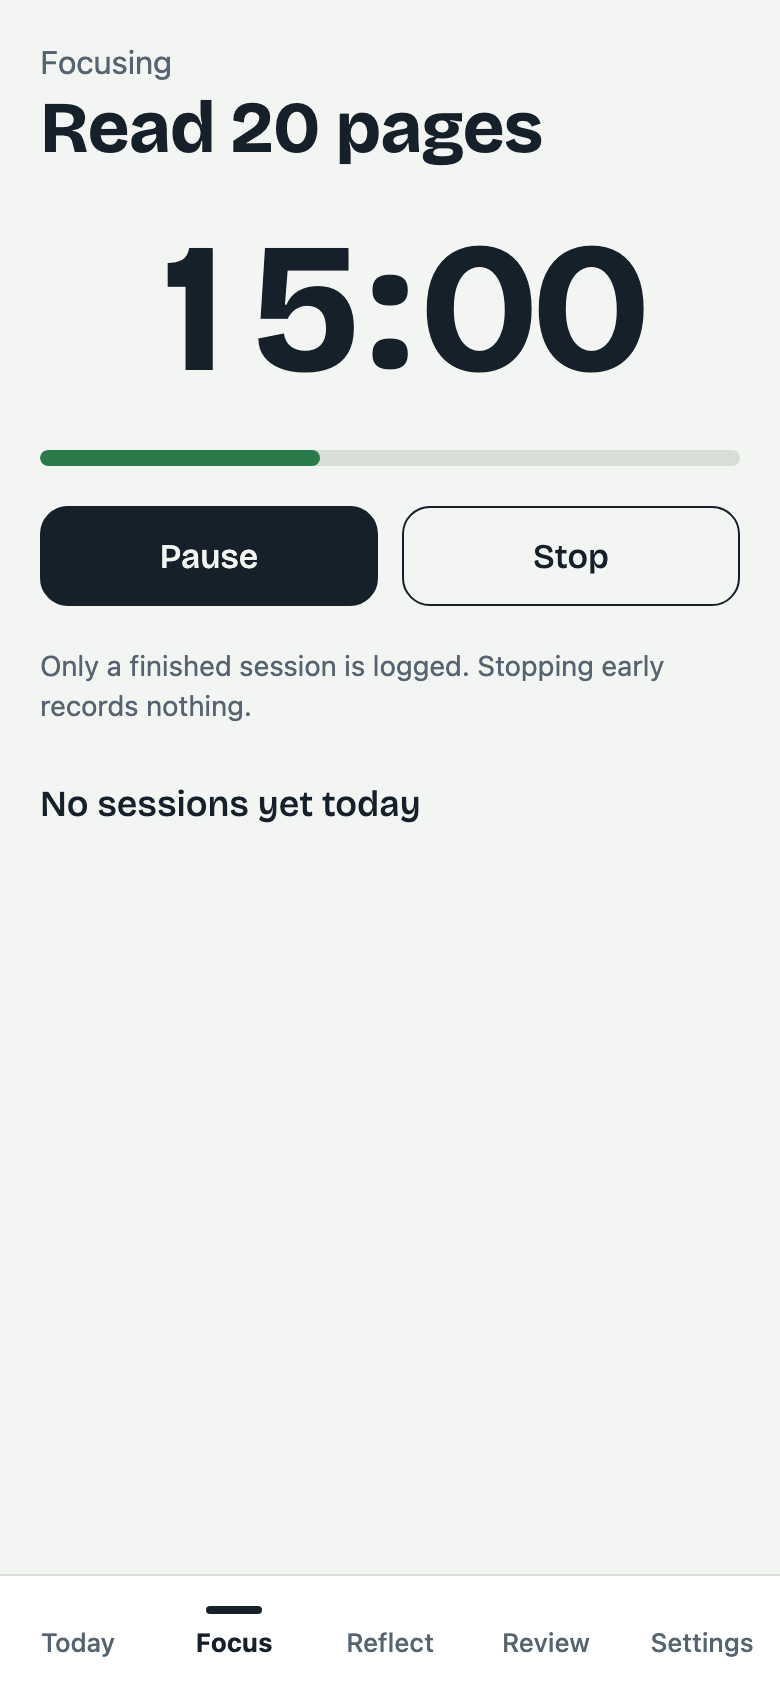 Focusing
Read 20 pages
15:00
Pause
Stop
Only a finished session is logged. Stopping early
records nothing.
No sessions yet today
Today
Focus
Reflect
Review
Settings